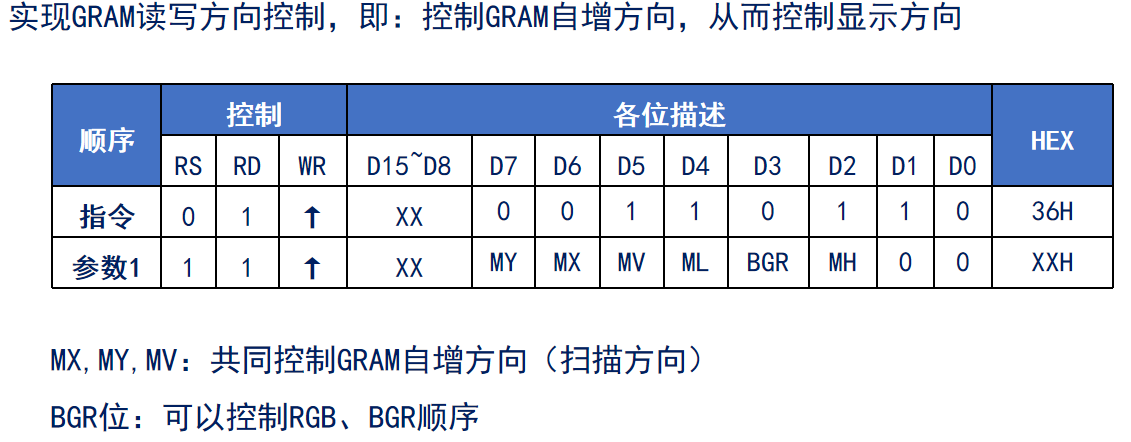 实现GRAM读写方向控制，即：控制GRAM自增方向，从而控制显示方向
顺序 控制 各位描述 HEX
RS RD WR D15~D8 D7 D6 D5 D4 D3 D2 D1 D0
指令 0 1 ↑ XX 0 0 1 1 0 1 1 0 36H
参数1 1 1 ↑ XX MY MX MV ML BGR MH 0 0 XXH
MX,MY,MV：共同控制GRAM自增方向（扫描方向）
BGR位：可以控制RGB、BGR顺序